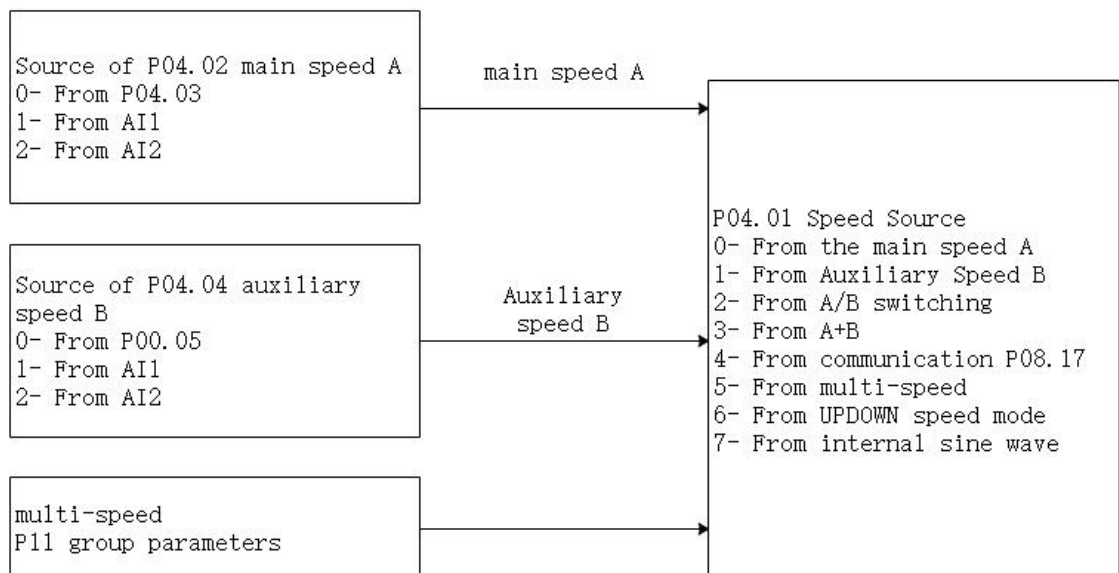 Source of P04.02 main speed A
0- From P04.03
1- From AI1
2- From AI2
main speed A
Source of P04.04 auxiliary
speed B
0- From P00.05
1- From AI1
2- From AI2
Auxiliary
speed B
multi-speed
P11 group parameters
P04.01 Speed Source
0- From the main speed A
1- From Auxiliary Speed B
2- From A/B switching
3- From A+B
4- From communication P08.17
5- From multi-speed
6- From UPDOWN speed mode
7- From internal sine wave